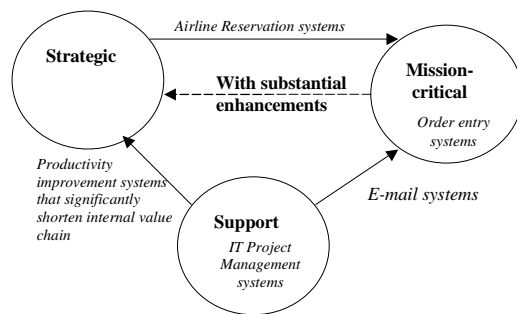 Airline Reservation systems
Strategic
With substantial
enhancements
Mission-
critical
Order entry
systems
Productivity
improvement systems
that significantly
shorten internal value
chain
E-mail systems
Support
IT Project
Management
systems